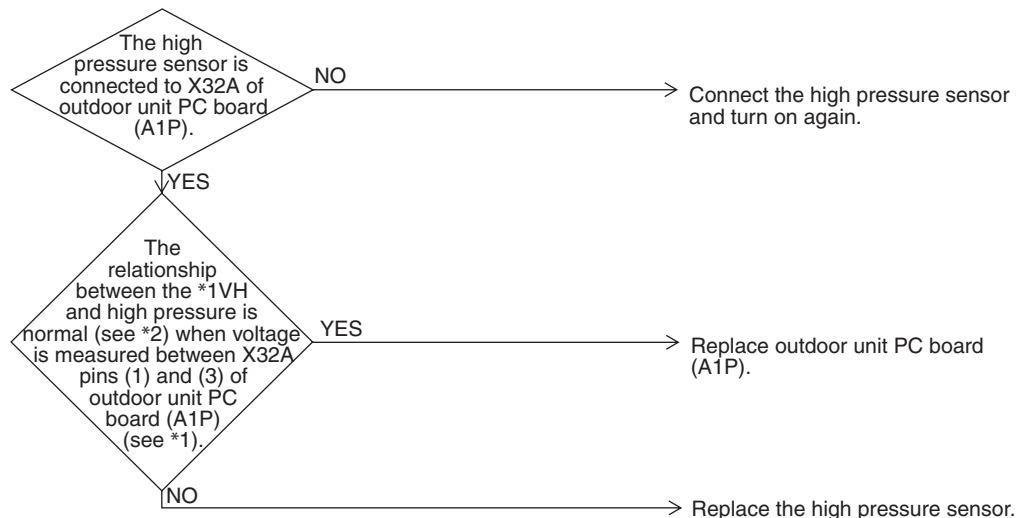 The high
pressure sensor is
connected to X32A of
outdoor unit PC board
(A1P).
NO
Connect the high pressure sensor
and turn on again.
YES
The
relationship
between the *1VH
and high pressure is
normal (see *2) when voltage
is measured between X32A
pins (1) and (3) of
outdoor unit PC
board (A1P)
(see *1).
YES
Replace outdoor unit PC board
(A1P).
NO
Replace the high pressure sensor.